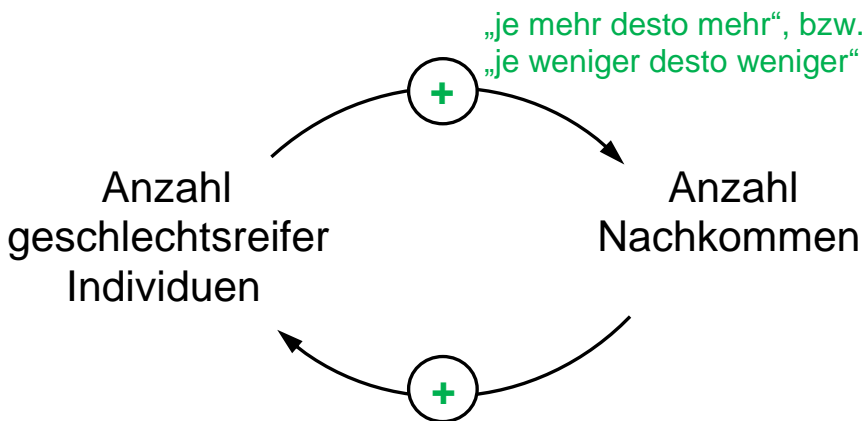 „je mehr desto mehr“, bzw.
„je weniger desto weniger“
+
Anzahl
geschlechtsreifer
Individuen
Anzahl
Nachkommen
+